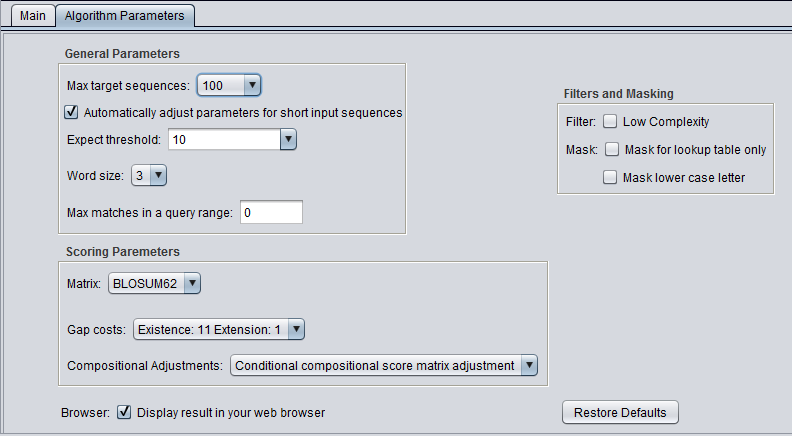 Main Algorithm Parameters
General Parameters
Max target sequences: 100
Automatically adjust parameters for short input sequences
Expect threshold: 10
Word size: 3
Max matches in a query range: 0
Filters and Masking
Filter: Low Complexity
Mask: Mask for lookup table only
Mask lower case letter
Scoring Paremeters
Matrix: BLOSUM62
Gap costs: Existence: 11 Extension: 1
Compositional Adjustments: Conditional compositional score matrix adjustment
Browser: Display result in your web browser
Restore Defaults